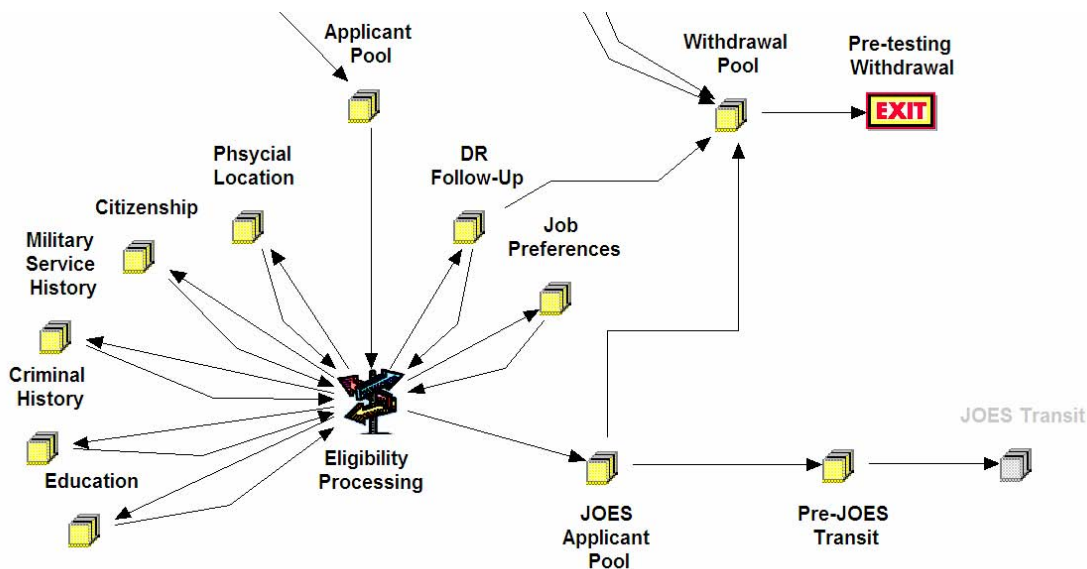 Applicant
Pool
Withdrawal
Pool
Pre-testing
Withdrawal
EXIT
Phsycial
Location
DR
Follow-Up
Citizenship
Job
Preferences
Military
Service
History
Criminal
History
JOES Transit
Eligibility
Processing
Education
JOES
Applicant
Pool
Pre-JOES
Transit